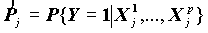 P̂_j = P{Y = 1|X_j^1,...,X_j^p}